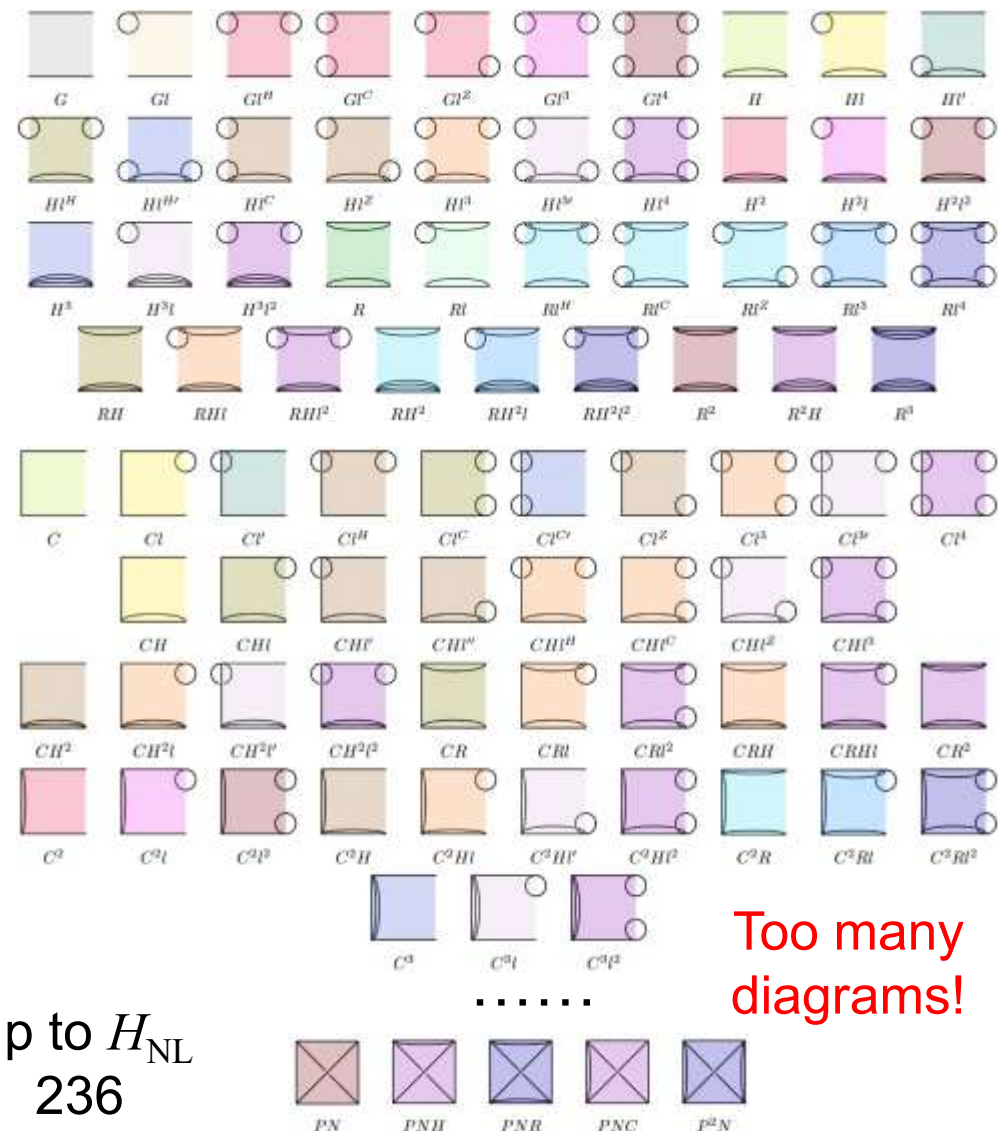 G Gl Gl^H Gl^C Gl^Z Gl^3 Gl^4 H Hl Hl′
Hl^H Hl^H′ Hl^C Hl^Z Hl^3 Hl^3′ Hl^4 H^2 H^2l H^2l^2
H^3 H^3l H^3l^2 R Rl Rl^H Rl^C Rl^Z Rl^3 Rl^4
RH RHl RHl^2 RH^2 RH^2l RH^2l^2 R^2 R^2H R^3
C Cl Cl′ Cl^H Cl^C Cl^C′ Cl^Z Cl^3 Cl^3′ Cl^4
CH CHl CHl′ CHl″ CHl^H CHl^C CHl^Z CHl^3
CH^2 CH^2l CH^2l′ CH^2l^2 CR CRl CRl^2 CRH CRHl CR^2
C^2 C^2l C^2l^2 C^2H C^2Hl C^2Hl′ C^2Hl^2 C^2R C^2Rl C^2Rl^2
C^3 C^3l C^3l^2
Too many
diagrams!
......
p to H_NL
236
PN PNH PNR PNC P^2N